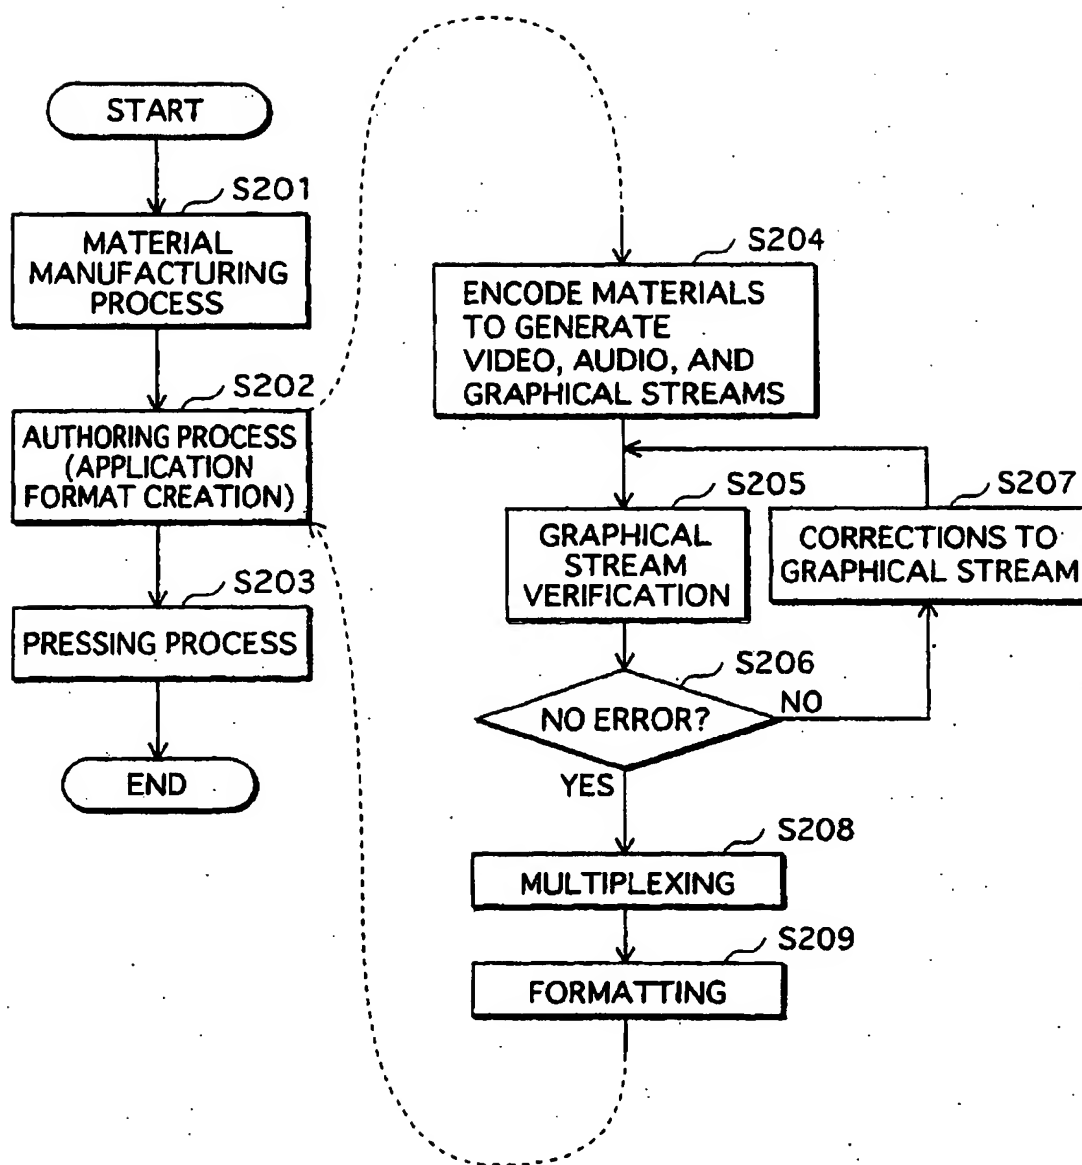 START
S201
MATERIAL
MANUFACTURING
PROCESS
S202
AUTHORING PROCESS
(APPLICATION
FORMAT CREATION)
S203
PRESSING PROCESS
END
S204
ENCODE MATERIALS
TO GENERATE
VIDEO, AUDIO, AND
GRAPHICAL STREAMS
S205
GRAPHICAL
STREAM
VERIFICATION
S207
CORRECTIONS TO
GRAPHICAL STREAM
S206
NO ERROR?
NO
YES
S208
MULTIPLEXING
S209
FORMATTING